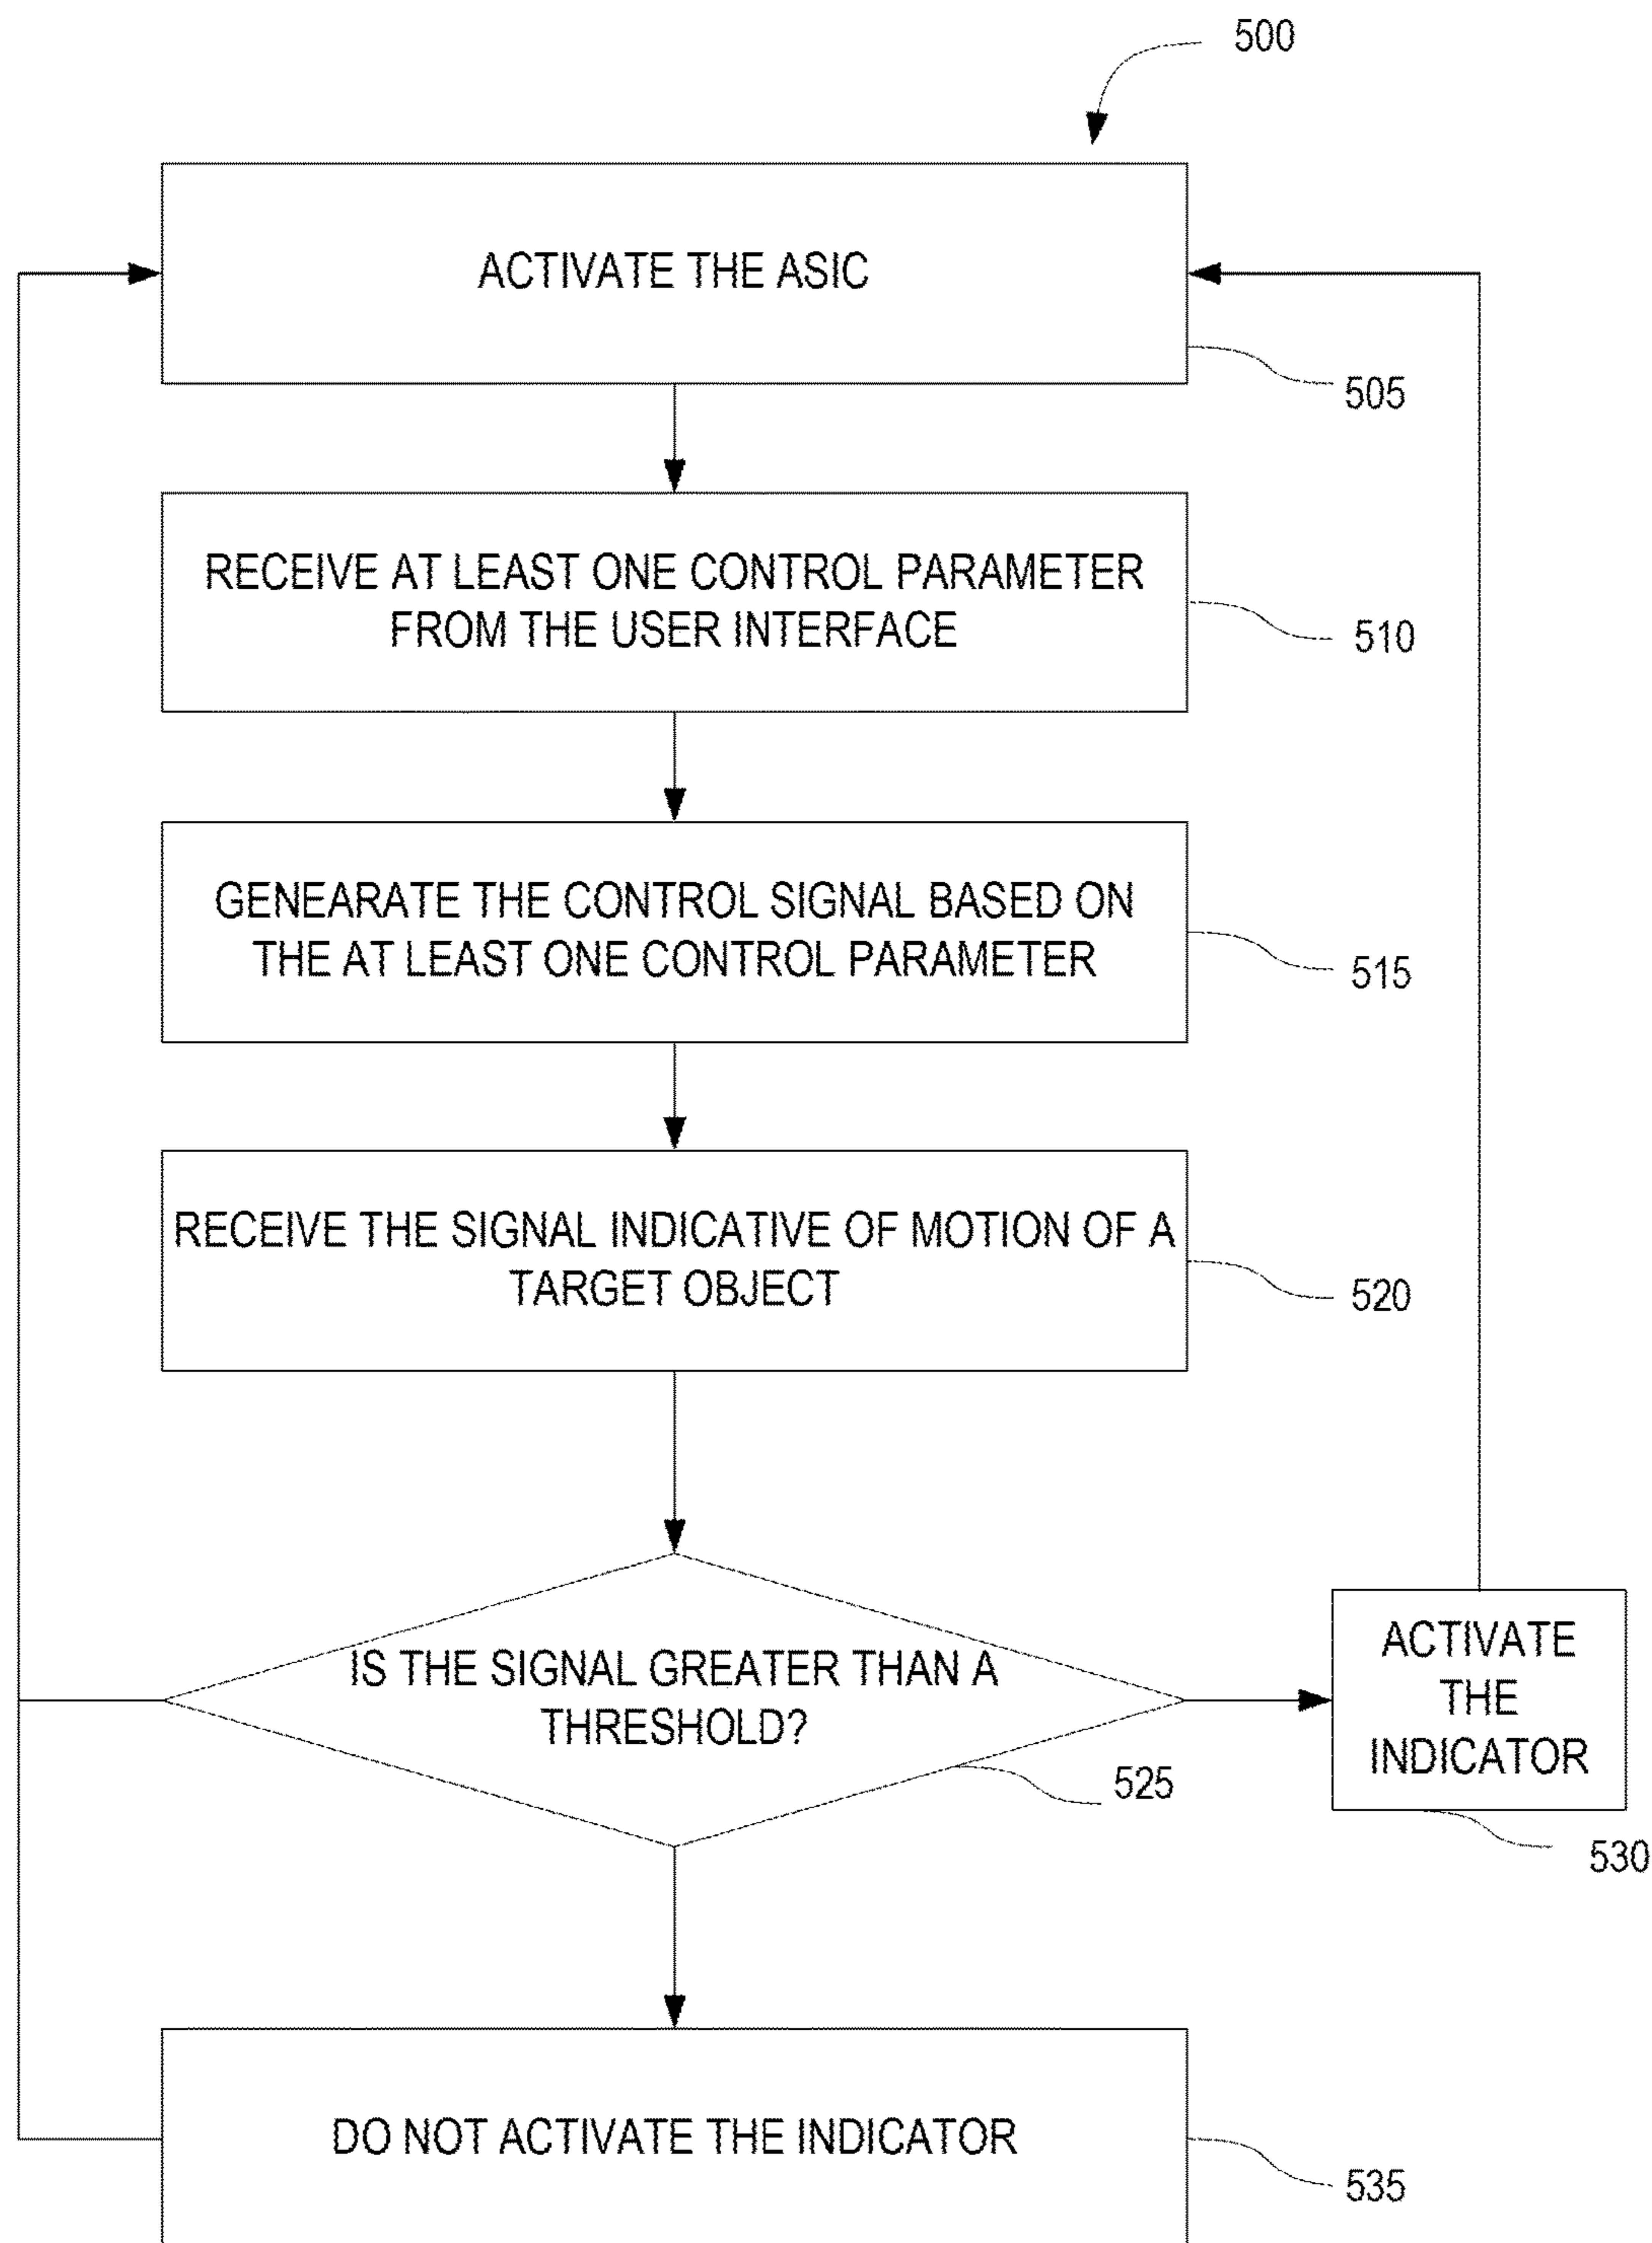 500
ACTIVATE THE ASIC
505
RECEIVE AT LEAST ONE CONTROL PARAMETER
FROM THE USER INTERFACE
510
GENEARATE THE CONTROL SIGNAL BASED ON
THE AT LEAST ONE CONTROL PARAMETER
515
RECEIVE THE SIGNAL INDICATIVE OF MOTION OF A
TARGET OBJECT
520
IS THE SIGNAL GREATER THAN A
THRESHOLD?
525
ACTIVATE
THE
INDICATOR
530
DO NOT ACTIVATE THE INDICATOR
535